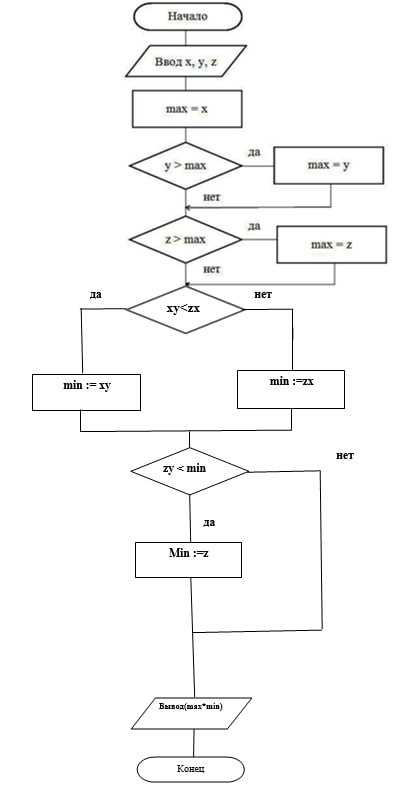 Начало
Ввод x, y, z
max = x
y > max
да
max = y
нет
z > max
да
max = z
нет
да
xy<zx
нет
min := xy
min :=zx
zy < min
нет
да
Min :=z
Вывод(max*min)
Конец